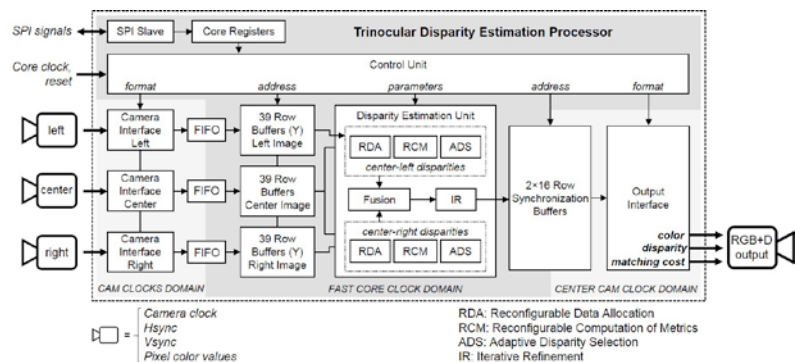 SPI signals
SPI Slave
Core Registers
Trinocular Disparity Estimation Processor
Core clock,
reset
Control Unit
format
address
parameters
address
format
left
Camera
Interface
Left
FIFO
39 Row
Buffers (Y)
Left Image
center
Camera
Interface
Center
FIFO
39 Row
Buffers
Center Image
right
Camera
Interface
Right
FIFO
39 Row
Buffers (Y)
Right Image
Disparity Estimation Unit
RDA
RCM
ADS
center-left disparities
Fusion
IR
center-right disparities
RDA
RCM
ADS
2×16 Row
Synchronization
Buffers
Output
Interface
color
disparity
matching cost
RGB+D
output
CAM CLOCKS DOMAIN
FAST CORE CLOCK DOMAIN
CENTER CAM CLOCK DOMAIN
=
Camera clock
Hsync
Vsync
Pixel color values
RDA: Reconfigurable Data Allocation
RCM: Reconfigurable Computation of Metrics
ADS: Adaptive Disparity Selection
IR: Iterative Refinement